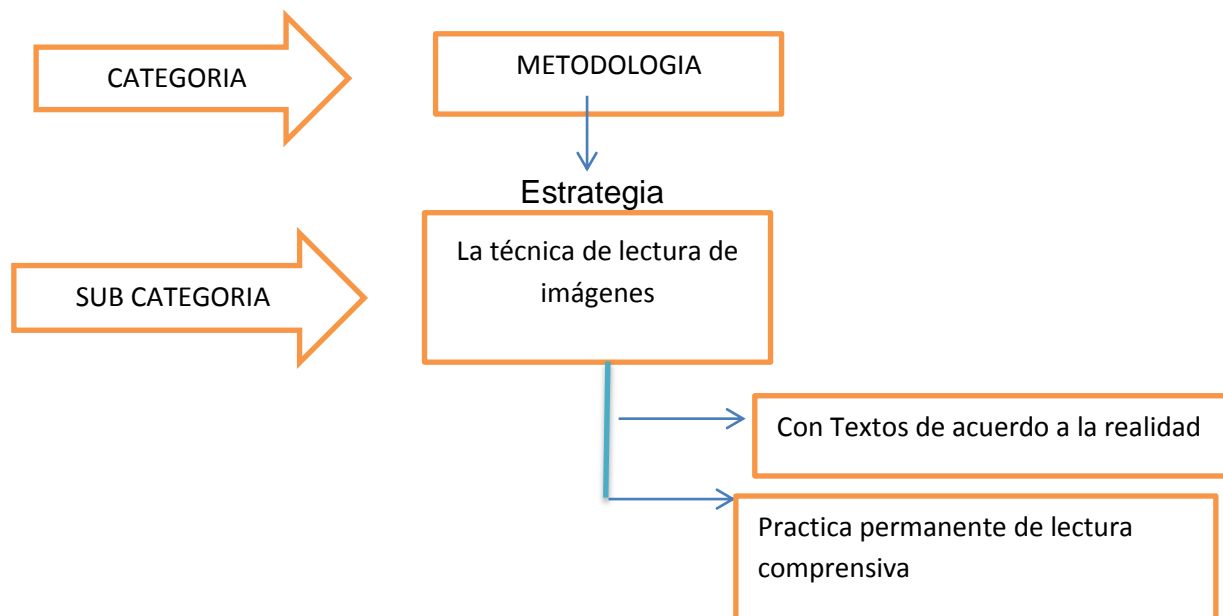 CATEGORIA
METODOLOGIA
Estrategia
La técnica de lectura de
imágenes
SUB CATEGORIA
Con Textos de acuerdo a la realidad
Practica permanente de lectura
comprensiva